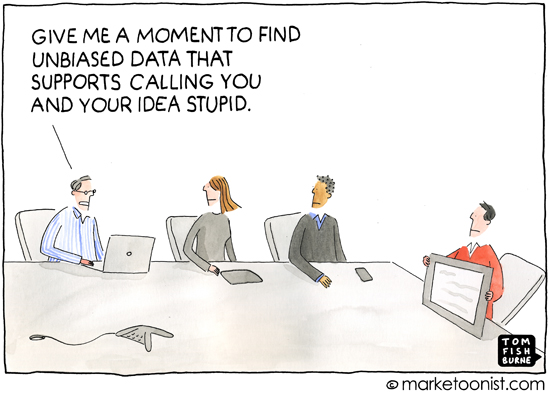 GIVE ME A MOMENT TO FIND
UNBIASED DATA THAT
SUPPORTS CALLING YOU
AND YOUR IDEA STUPID.
TOM
FISH
BURNE
© marketoonist.com